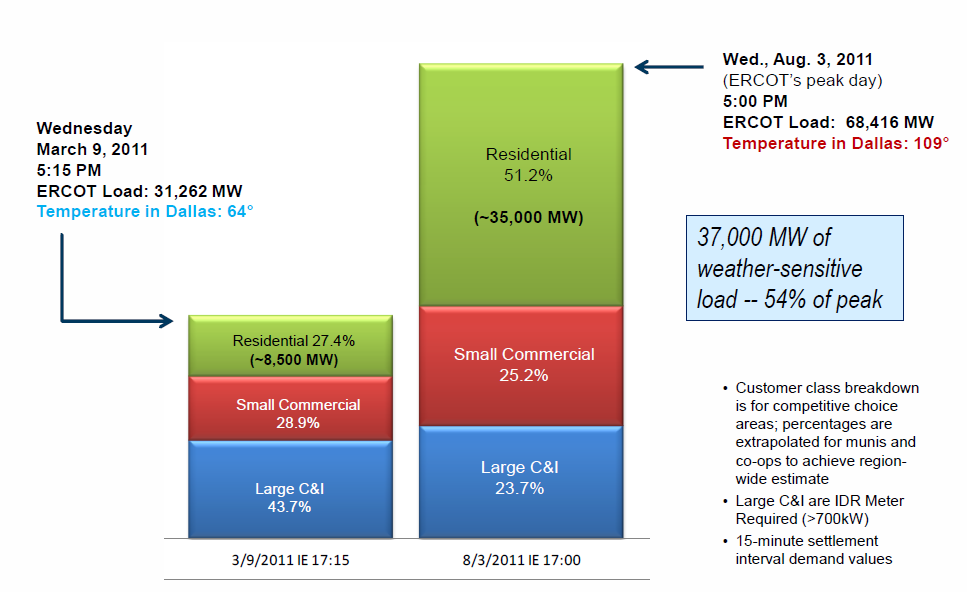 Wednesday
March 9, 2011
5:15 PM
ERCOT Load: 31,262 MW
Temperature in Dallas: 64°
Wed., Aug. 3, 2011
(ERCOT's peak day)
5:00 PM
ERCOT Load: 68,416 MW
Temperature in Dallas: 109°
Residential
51.2%
(~35,000 MW)
Small Commercial
25.2%
Large C&I
23.7%
Residential 27.4%
(~8,500 MW)
Small Commercial
28.9%
Large C&I
43.7%
3/9/2011 IE 17:15
8/3/2011 IE 17:00
37,000 MW of
weather-sensitive
load -- 54% of peak
• Customer class breakdown
is for competitive choice
areas; percentages are
extrapolated for munis and
co-ops to achieve region-
wide estimate
• Large C&I are IDR Meter
Required (>700kW)
• 15-minute settlement
interval demand values